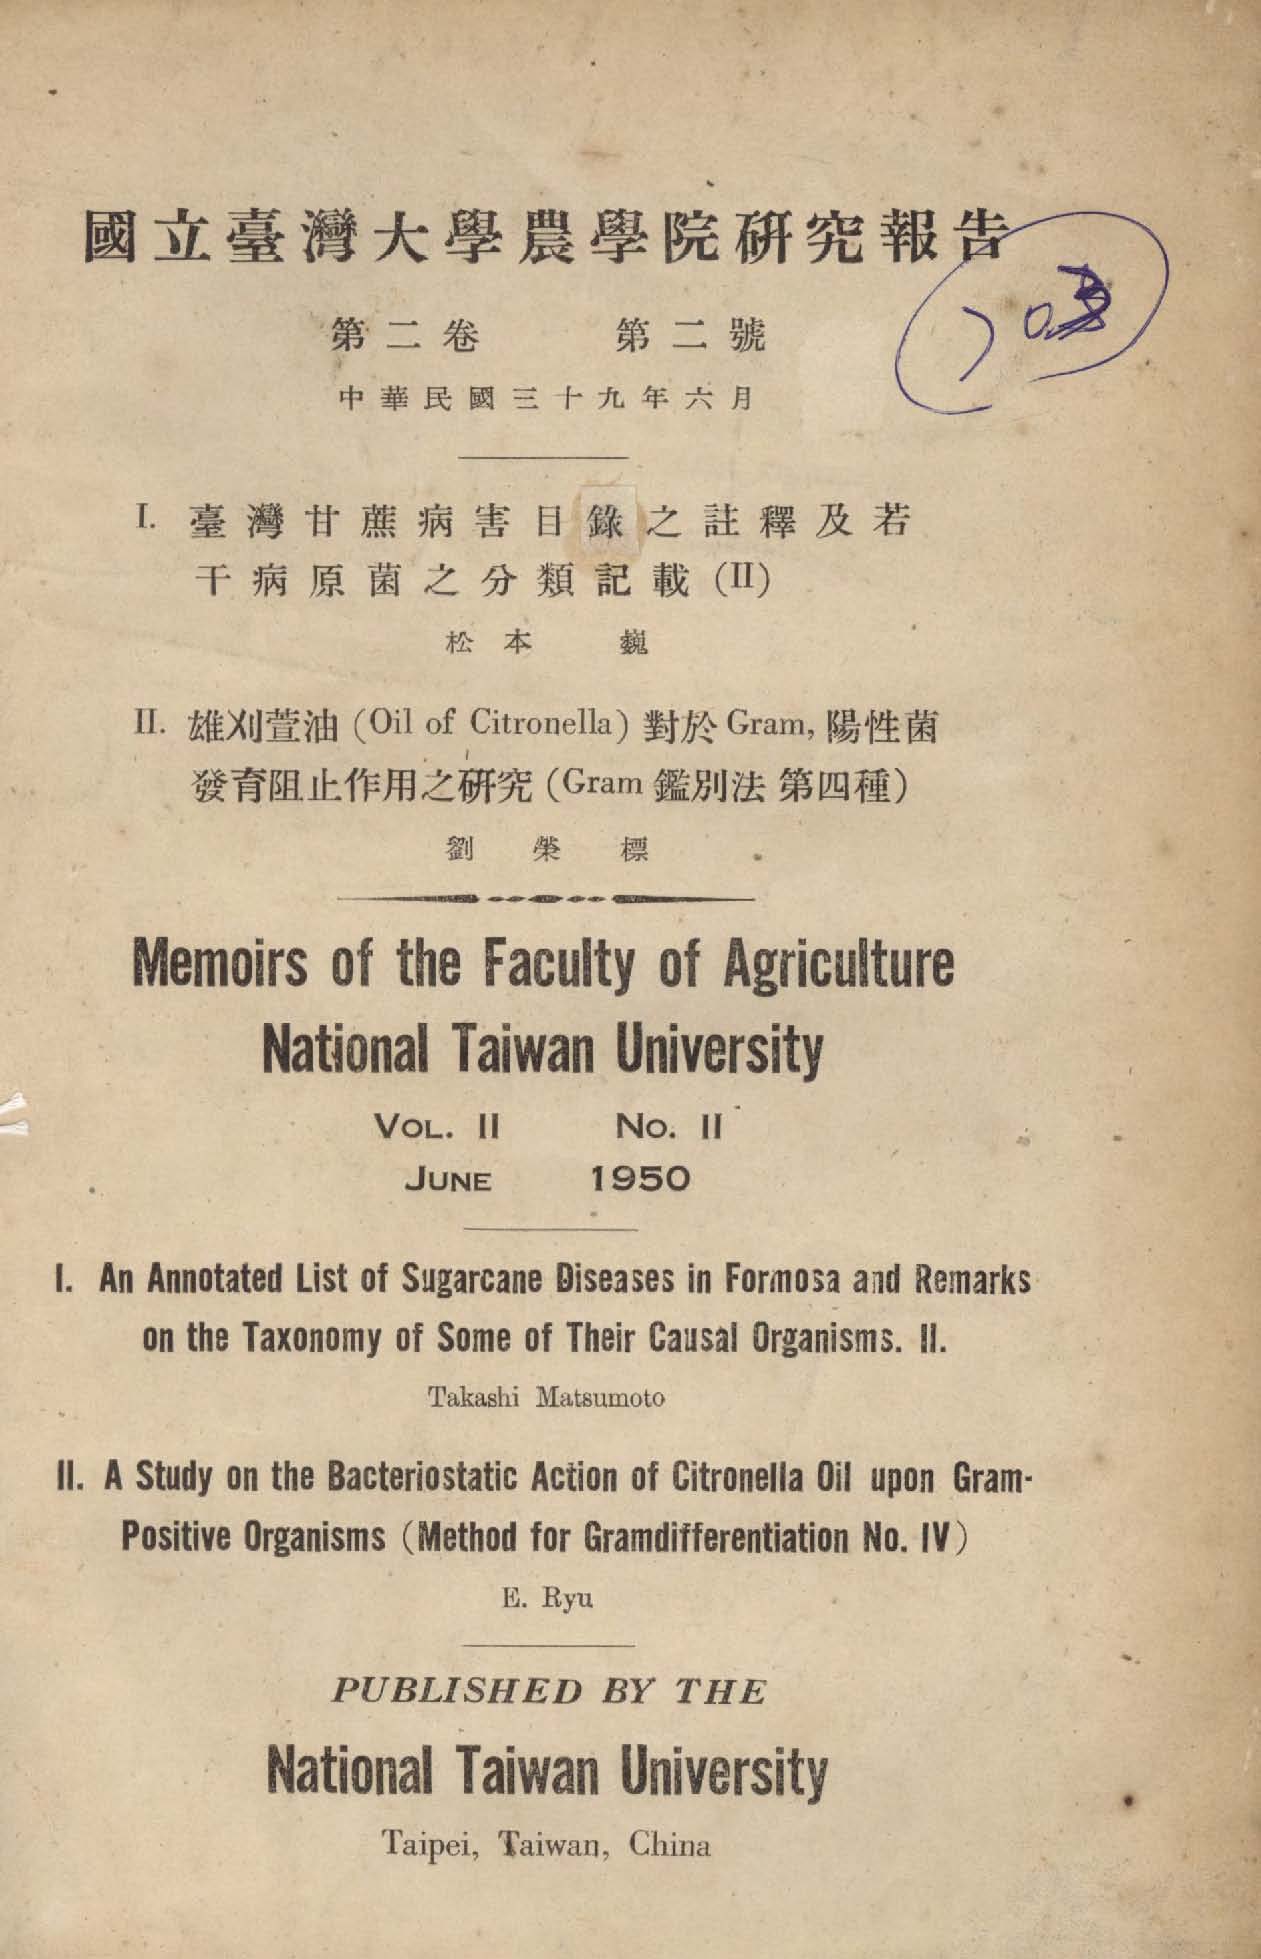 國立臺灣大學農學院硏究報告
第二卷 第二號
中華民國三十九年六月
I. 臺灣甘蔗病害目錄之註釋及若
干病原菌之分類記載 (II)
松本 巍
II. 雄刈萱油 (Oil of Citronella) 對於 Gram, 陽性菌
發育阻止作用之硏究 (Gram 鑑別法 第四種)
劉榮標
Memoirs of the Faculty of Agriculture
National Taiwan University
VOL. II No. II
JUNE 1950
I. An Annotated List of Sugarcane Diseases in Formosa and Remarks
on the Taxonomy of Some of Their Causal Organisms. II.
Takashi Matsumoto
II. A Study on the Bacteriostatic Action of Citronella Oil upon Gram-
Positive Organisms (Method for Gramdifferentiation No. IV)
E. Ryu
PUBLISHED BY THE
National Taiwan University
Taipei, Taiwan, China